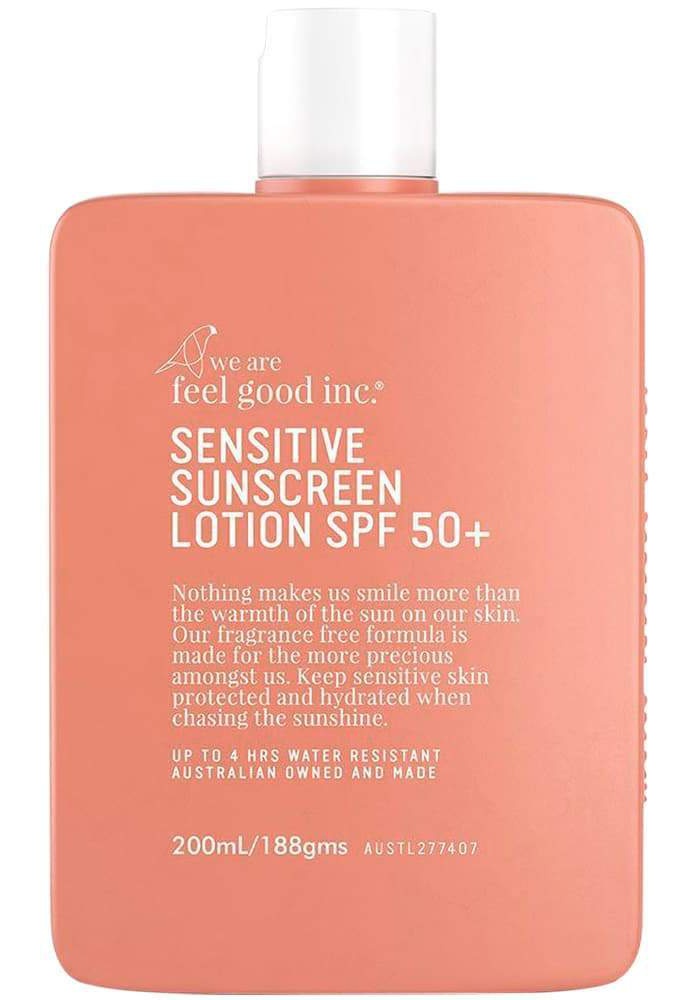 we are
feel good inc.®
SENSITIVE
SUNSCREEN
LOTION SPF 50+
Nothing makes us smile more than
the warmth of the sun on our skin.
Our fragrance free formula is
made for the more precious
amongst us. Keep sensitive skin
protected and hydrated when
chasing the sunshine.
UP TO 4 HRS WATER RESISTANT
AUSTRALIAN OWNED AND MADE
200mL/188gms AUSTL277407